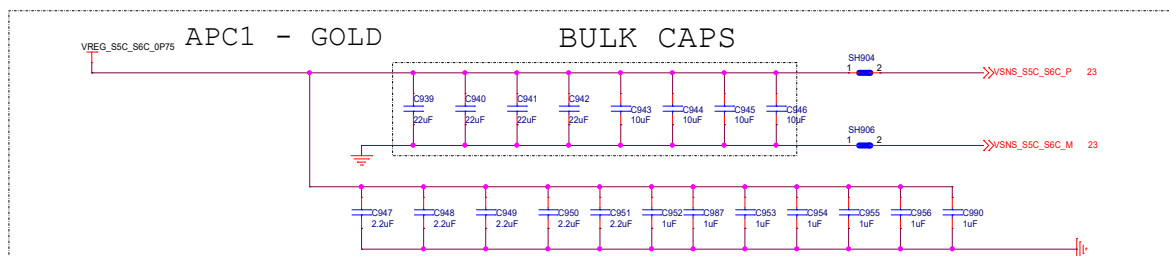 VREG_S5C_S6C_0P75
APC1 - GOLD
BULK CAPS
SH904
1 2
VSNS_S5C_S6C_P 23
C939
22uF
C940
22uF
C941
22uF
C942
22uF
C943
10uF
C944
10uF
C945
10uF
C946
10uF
SH906
1 2
VSNS_S5C_S6C_M 23
C947
2.2uF
C948
2.2uF
C949
2.2uF
C950
2.2uF
C951
2.2uF
C952
1uF
C987
1uF
C953
1uF
C954
1uF
C955
1uF
C956
1uF
C990
1uF